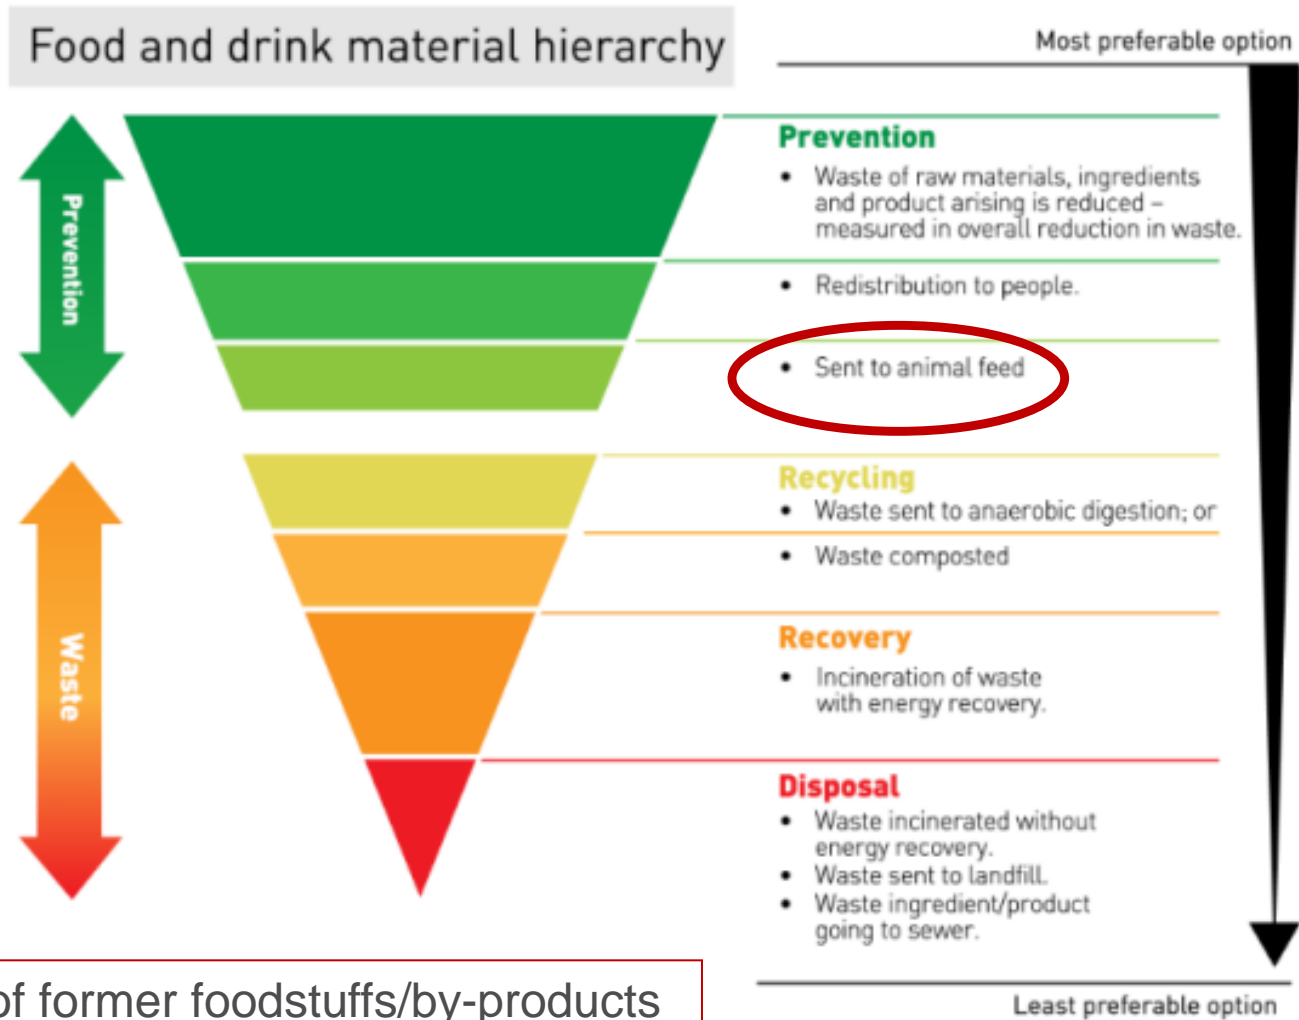 Food and drink material hierarchy
Most preferable option
Prevention
Prevention
• Waste of raw materials, ingredients
and product arising is reduced –
measured in overall reduction in waste.
• Redistribution to people.
• Sent to animal feed
Waste
Recycling
• Waste sent to anaerobic digestion; or
• Waste composted
Recovery
• Incineration of waste
with energy recovery.
Disposal
• Waste incinerated without
energy recovery.
• Waste sent to landfill.
• Waste ingredient/product
going to sewer.
of former foodstuffs/by-products
Least preferable option